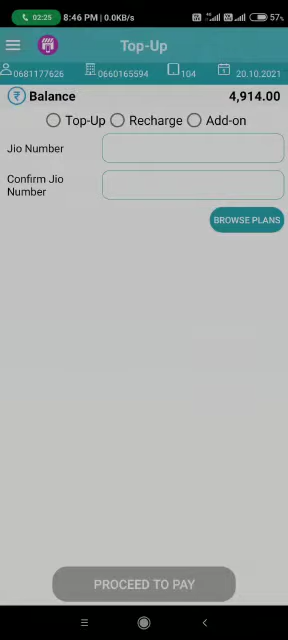 02:25 8:46 PM | 0.0KB/s 57%
Top-Up
0681177626 0660165594 104 20.10.2021
Balance 4,914.00
Top-Up Recharge Add-on
Jio Number
Confirm Jio
Number
BROWSE PLANS
PROCEED TO PAY